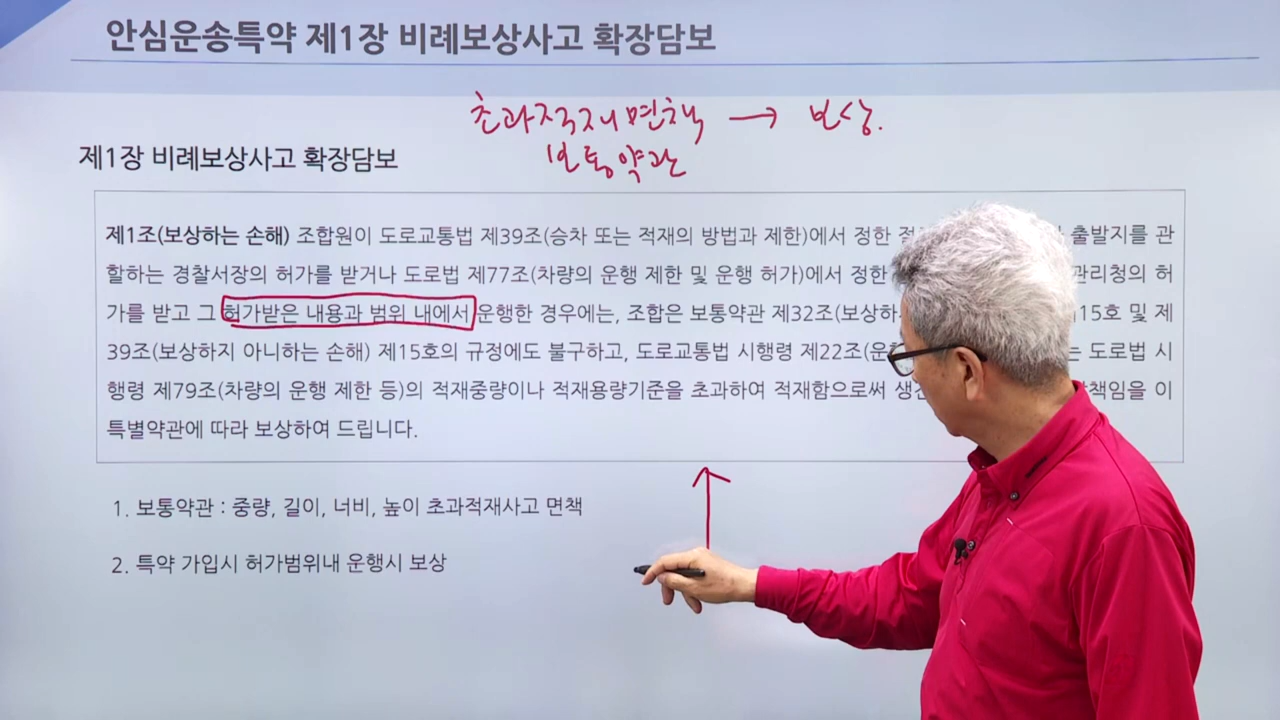 안심운송특약 제1장 비례보상사고 확장담보
초과적재면책 → 보상.
보통약관
제1장 비례보상사고 확장담보
제1조(보상하는 손해) 조합원이 도로교통법 제39조(승차 또는 적재의 방법과 제한)에서 정한 출발지를 관
할하는 경찰서장의 허가를 받거나 도로법 제77조(차량의 운행 제한 및 운행 허가)에서 정한 관리청의 허
가를 받고 그 허가받은 내용과 범위 내에서 운행한 경우에는, 조합은 보통약관 제32조(보상하 15호 및 제
39조(보상하지 아니하는 손해) 제15호의 규정에도 불구하고, 도로교통법 시행령 제22조 도로법 시
행령 제79조(차량의 운행 제한 등)의 적재중량이나 적재용량기준을 초과하여 적재함으로써 책임을 이
특별약관에 따라 보상하여 드립니다.
1. 보통약관 : 중량, 길이, 너비, 높이 초과적재사고 면책
2. 특약 가입시 허가범위내 운행시 보상